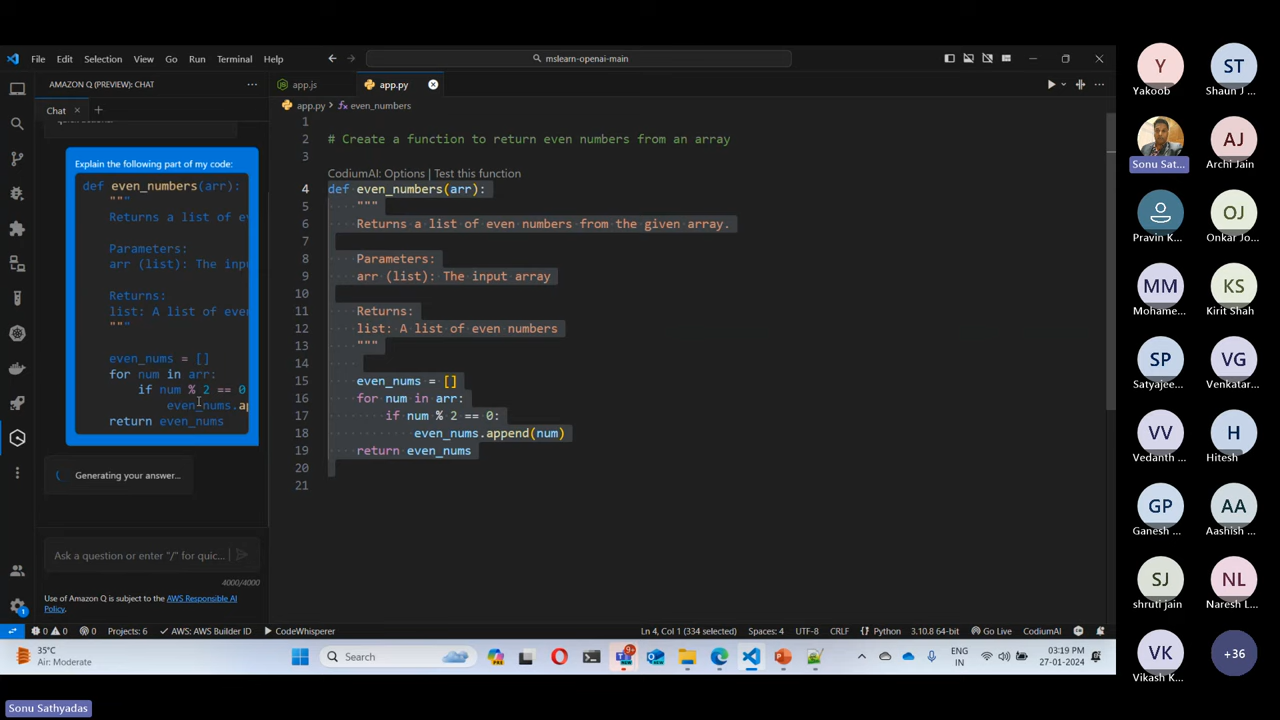 File Edit Selection View Go Run Terminal Help
mslearn-openai-main
AMAZON Q (PREVIEW): CHAT
Chat
app.js
app.py
app.py > even_numbers
Explain the following part of my code:
def even_numbers(arr):
"""
Returns a list of ev
Parameters:
arr (list): The inpu
Returns:
list: A list of even
"""
even_nums = []
for num in arr:
if num % 2 == 0
even_nums.ap
return even_nums
Generating your answer...
Ask a question or enter "/" for quic...
4000/4000
Use of Amazon Q is subject to the AWS Responsible AI
Policy.
1
2 # Create a function to return even numbers from an array
3
CodiumAI: Options | Test this function
4 def even_numbers(arr):
5 """
6 Returns a list of even numbers from the given array.
7
8 Parameters:
9 arr (list): The input array
10
11 Returns:
12 list: A list of even numbers
13 """
14
15 even_nums = []
16 for num in arr:
17 if num % 2 == 0:
18 even_nums.append(num)
19 return even_nums
20
21
0 0 0 Projects: 6 AWS: AWS Builder ID CodeWhisperer
Ln 4, Col 1 (334 selected) Spaces: 4 UTF-8 CRLF Python 3.10.8 64-bit Go Live CodiumAI
35°C
Air: Moderate
Search
9+
ENG
IN
03:19 PM
27-01-2024
Y
Yakoob
ST
Shaun J ...
Sonu Sat...
AJ
Archi Jain
Pravin K...
OJ
Onkar Jo...
MM
Mohame...
KS
Kirit Shah
SP
Satyajee...
VG
Venkatar...
VV
Vedanth ...
H
Hitesh
GP
Ganesh ...
AA
Aashish ...
SJ
shruti jain
NL
Naresh L...
VK
Vikash K...
+36
Sonu Sathyadas